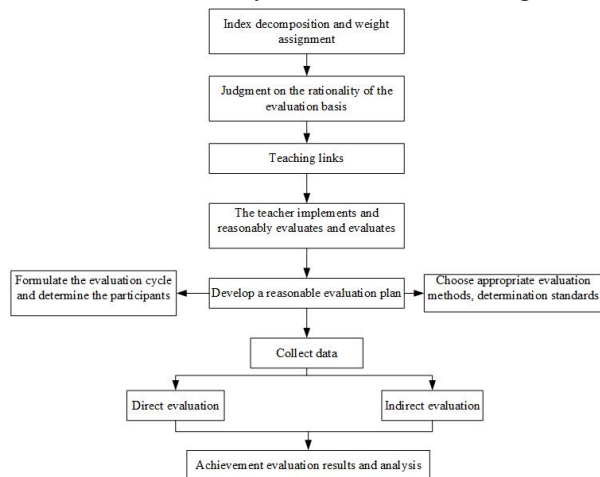 Index decomposition and weight
assignment
Judgment on the rationality of the
evaluation basis
Teaching links
The teacher implements and
reasonably evaluates and evaluates
Formulate the evaluation cycle
and determine the participants
Develop a reasonable evaluation plan
Choose appropriate evaluation
methods, determination standards
Collect data
Direct evaluation
Indirect evaluation
Achievement evaluation results and analysis